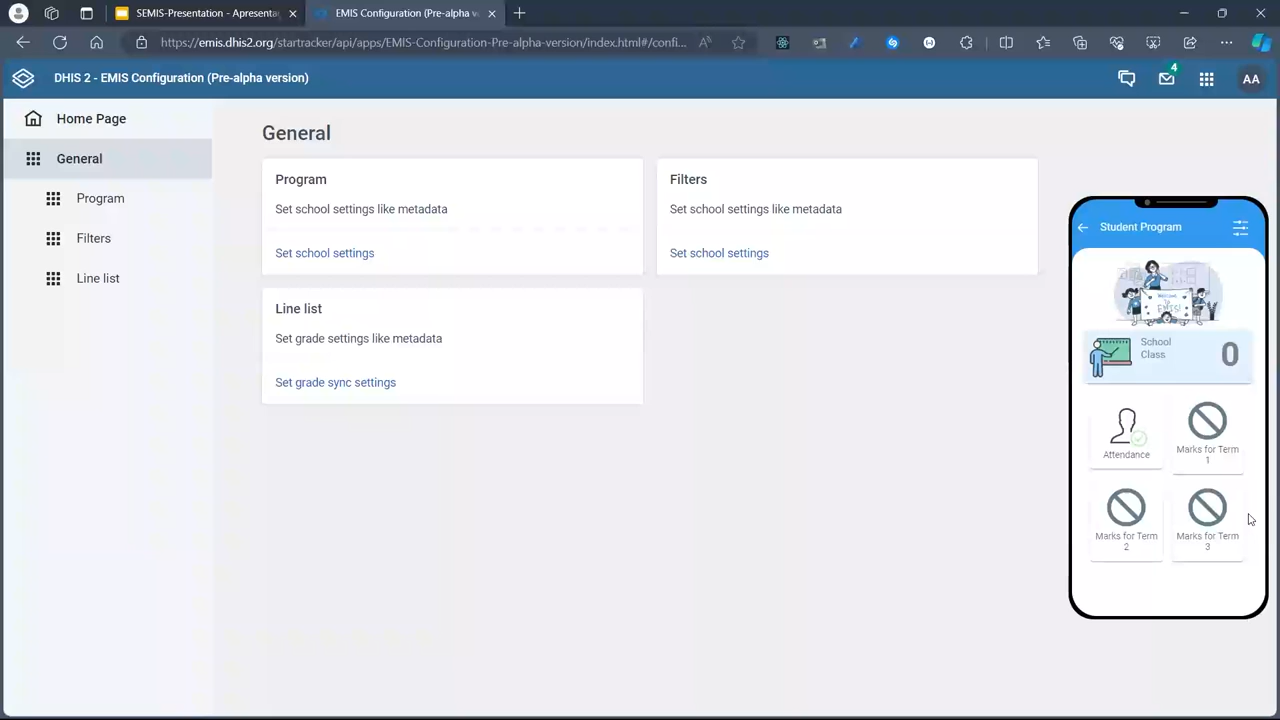 SEMIS-Presentation - Apresenta
EMIS Configuration (Pre-alpha v
https://emis.dhis2.org/startracker/api/apps/EMIS-Configuration-Pre-alpha-version/index.html#/confi...
DHIS 2 - EMIS Configuration (Pre-alpha version)
4
AA
Home Page
General
Program
Filters
Line list
General
Program
Set school settings like metadata
Set school settings
Filters
Set school settings like metadata
Set school settings
Line list
Set grade settings like metadata
Set grade sync settings
Student Program
Welcome
To
EMIS!
School
Class
0
Attendance
Marks for Term
1
Marks for Term
2
Marks for Term
3